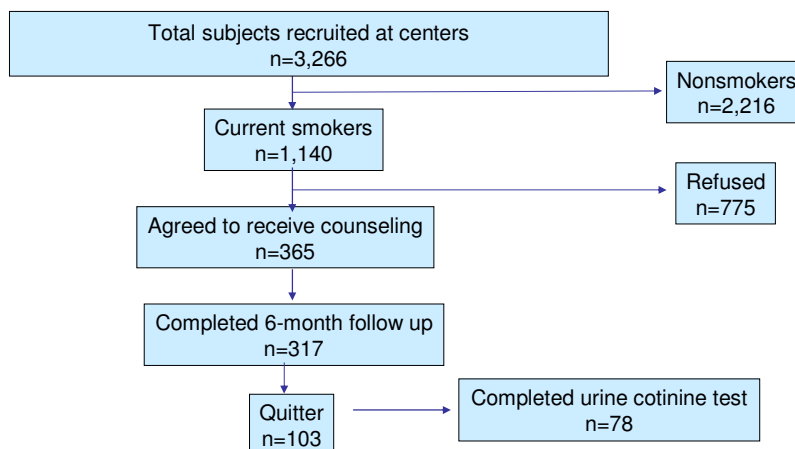 Total subjects recruited at centers
n=3,266
Nonsmokers
n=2,216
Current smokers
n=1,140
Refused
n=775
Agreed to receive counseling
n=365
Completed 6-month follow up
n=317
Quitter
n=103
Completed urine cotinine test
n=78